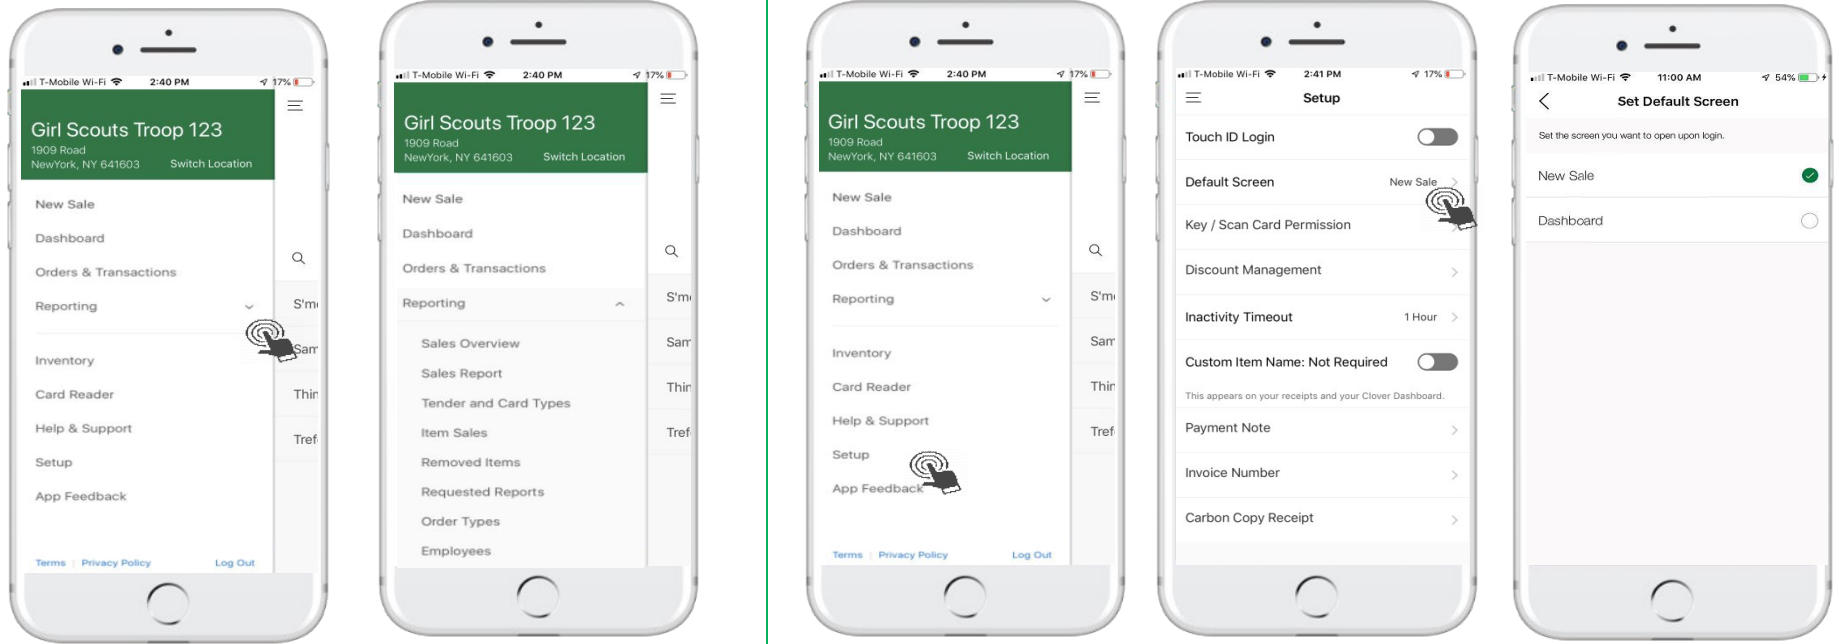 T-Mobile Wi-Fi 2:40 PM 17%
Girl Scouts Troop 123
1909 Road
NewYork, NY 641603 Switch Location
New Sale
Dashboard
Orders & Transactions
Reporting
S'm
Sam
Inventory
Card Reader
Thin
Help & Support
Tref
Setup
App Feedback
Terms | Privacy Policy Log Out
T-Mobile Wi-Fi 2:40 PM 17%
Girl Scouts Troop 123
1909 Road
NewYork, NY 641603 Switch Location
New Sale
Dashboard
Orders & Transactions
Reporting
S'm
Sales Overview
Sam
Sales Report
Thin
Tender and Card Types
Item Sales
Tref
Removed Items
Requested Reports
Order Types
Employees
T-Mobile Wi-Fi 2:40 PM 17%
Girl Scouts Troop 123
1909 Road
NewYork, NY 641603 Switch Location
New Sale
Dashboard
Orders & Transactions
Reporting
S'm
Sam
Inventory
Card Reader
Thin
Help & Support
Tref
Setup
App Feedback
Terms | Privacy Policy Log Out
T-Mobile Wi-Fi 2:41 PM 17%
Setup
Touch ID Login
Default Screen New Sale
Key / Scan Card Permission
Discount Management
Inactivity Timeout 1 Hour
Custom Item Name: Not Required
This appears on your receipts and your Clover Dashboard.
Payment Note
Invoice Number
Carbon Copy Receipt
T-Mobile Wi-Fi 11:00 AM 54%
Set Default Screen
Set the screen you want to open upon login.
New Sale
Dashboard